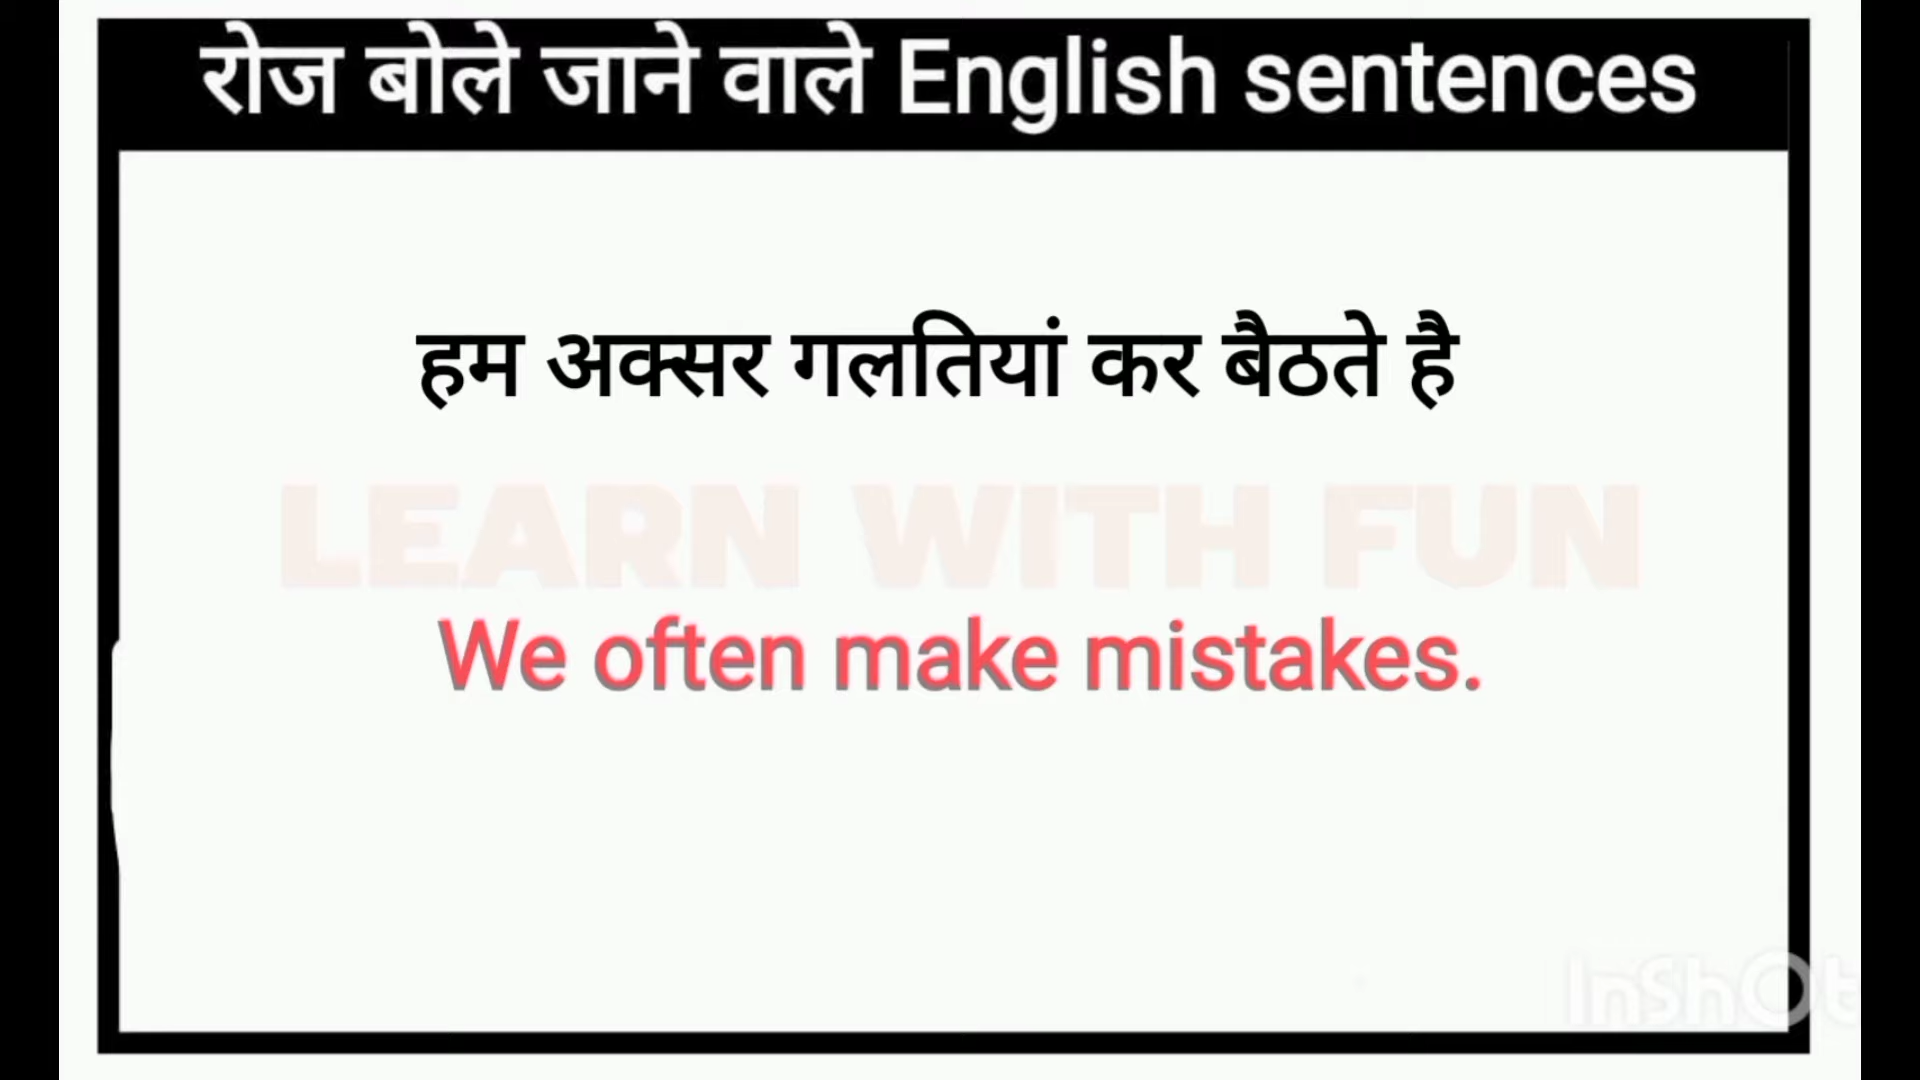 रोज बोले जाने वाले English sentences
हम अक्सर गलतियां कर बैठते है
LEARN WITH FUN
We often make mistakes.
InShOt